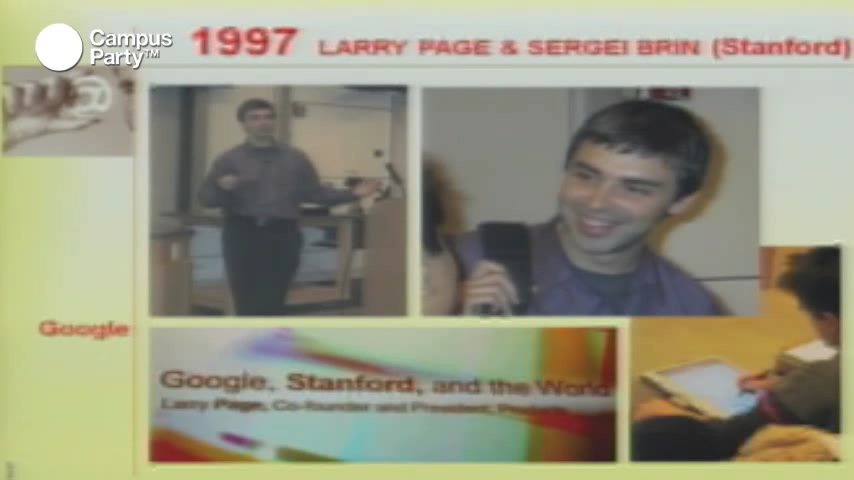 Campus
Party™
1997 LARRY PAGE & SERGEI BRIN (Stanford)
@
Google
Google, Stanford, and the World
Larry Page, Co-founder and President, Products